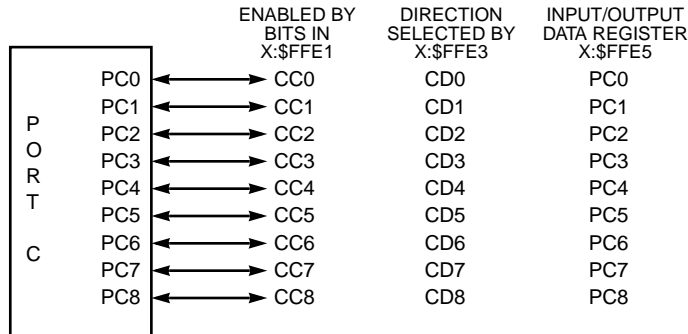 ENABLED BY DIRECTION INPUT/OUTPUT
BITS IN SELECTED BY DATA REGISTER
X:$FFE1 X:$FFE3 X:$FFE5
PORT C
PC0 CC0 CD0 PC0
PC1 CC1 CD1 PC1
PC2 CC2 CD2 PC2
PC3 CC3 CD3 PC3
PC4 CC4 CD4 PC4
PC5 CC5 CD5 PC5
PC6 CC6 CD6 PC6
PC7 CC7 CD7 PC7
PC8 CC8 CD8 PC8